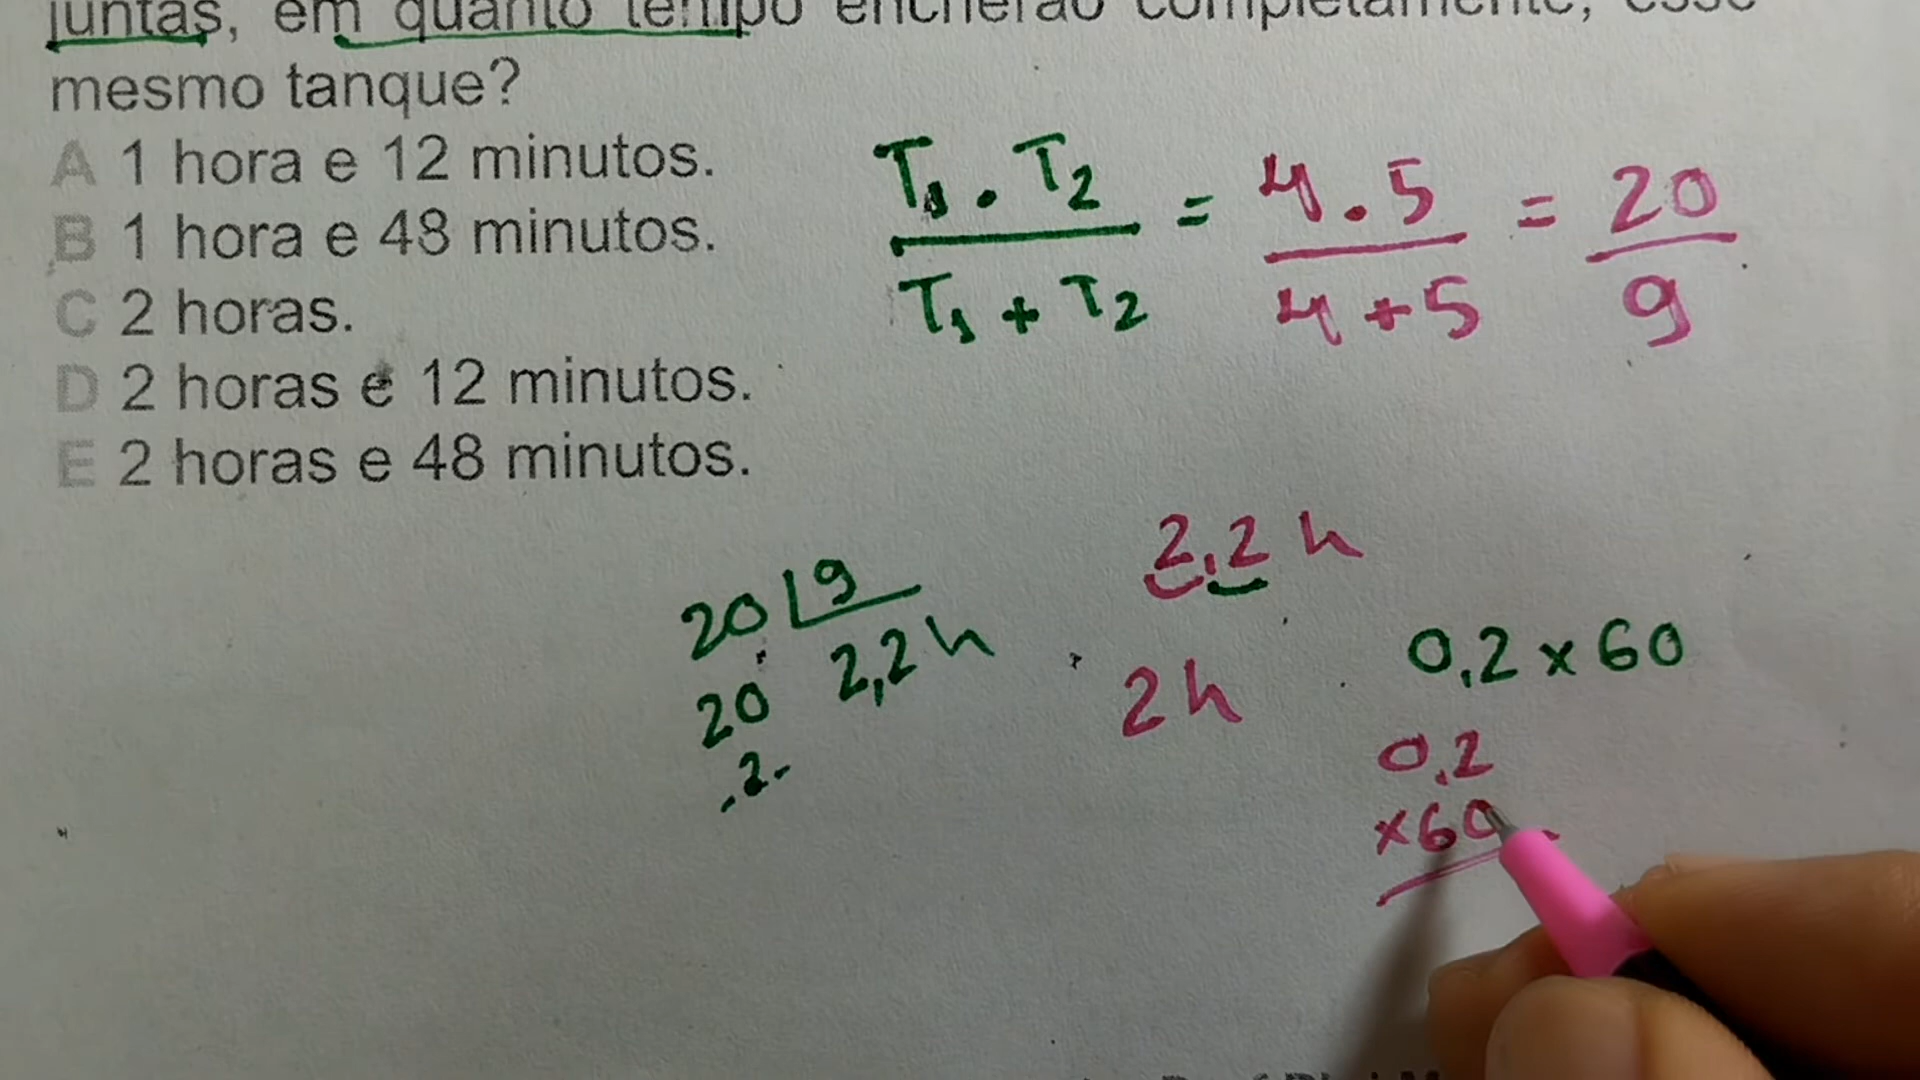 juntas, em quanto tempo encherão completamente, esse
mesmo tanque?
A 1 hora e 12 minutos.
B 1 hora e 48 minutos.
C 2 horas.
D 2 horas e 12 minutos.
E 2 horas e 48 minutos.
T1 . T2 = 4 . 5 = 20
T1 + T2 4 + 5 9
20 9
20 2,2 h
2
2,2 h
2 h
0,2 x 60
0,2
x 60